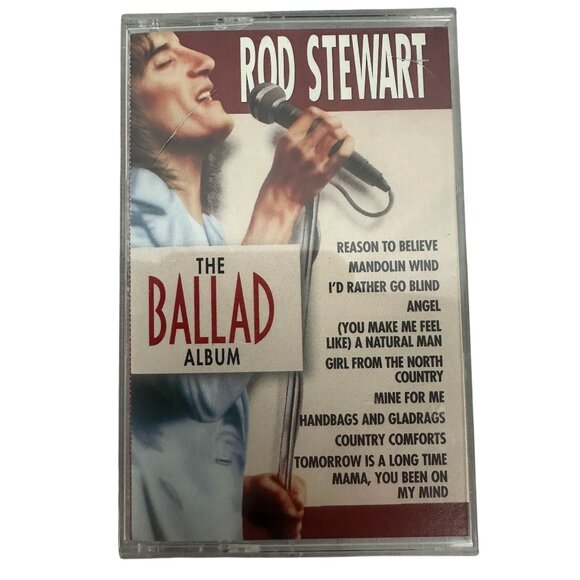 ROD STEWART
THE
BALLAD
ALBUM
REASON TO BELIEVE
MANDOLIN WIND
I'D RATHER GO BLIND
ANGEL
(YOU MAKE ME FEEL
LIKE) A NATURAL MAN
GIRL FROM THE NORTH
COUNTRY
MINE FOR ME
HANDBAGS AND GLADRAGS
COUNTRY COMFORTS
TOMORROW IS A LONG TIME
MAMA, YOU BEEN ON
MY MIND